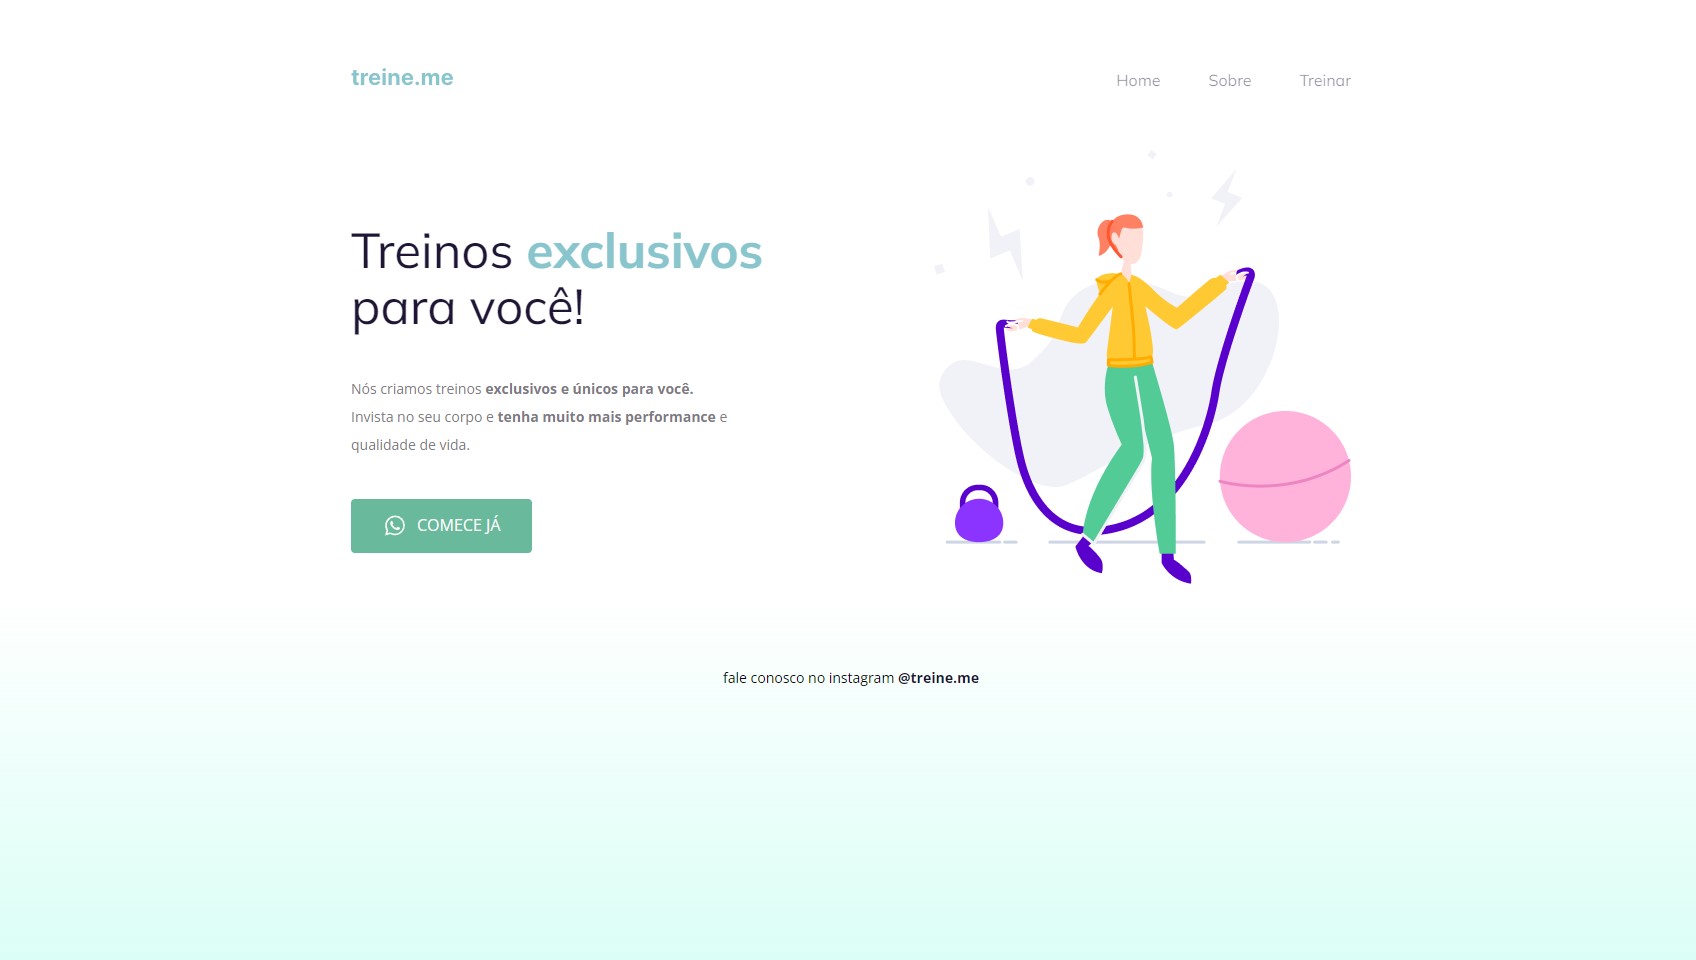 treine.me
Home Sobre Treinar
Treinos exclusivos
para você!
Nós criamos treinos exclusivos e únicos para você.
Invista no seu corpo e tenha muito mais performance e
qualidade de vida.
COMECE JÁ
fale conosco no instagram @treine.me